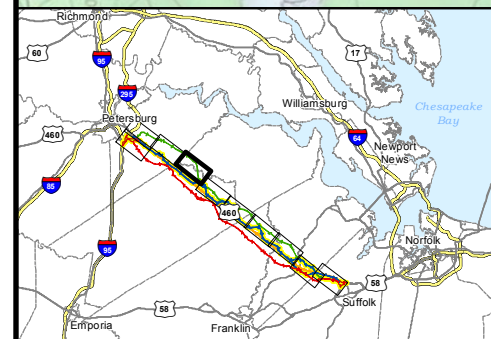 Richmond
60
95
17
295
Williamsburg
Chesapeake
Bay
Petersburg
460
64
Newport
News
85
460
95
Norfolk
58
58
Suffolk
Emporia
Franklin